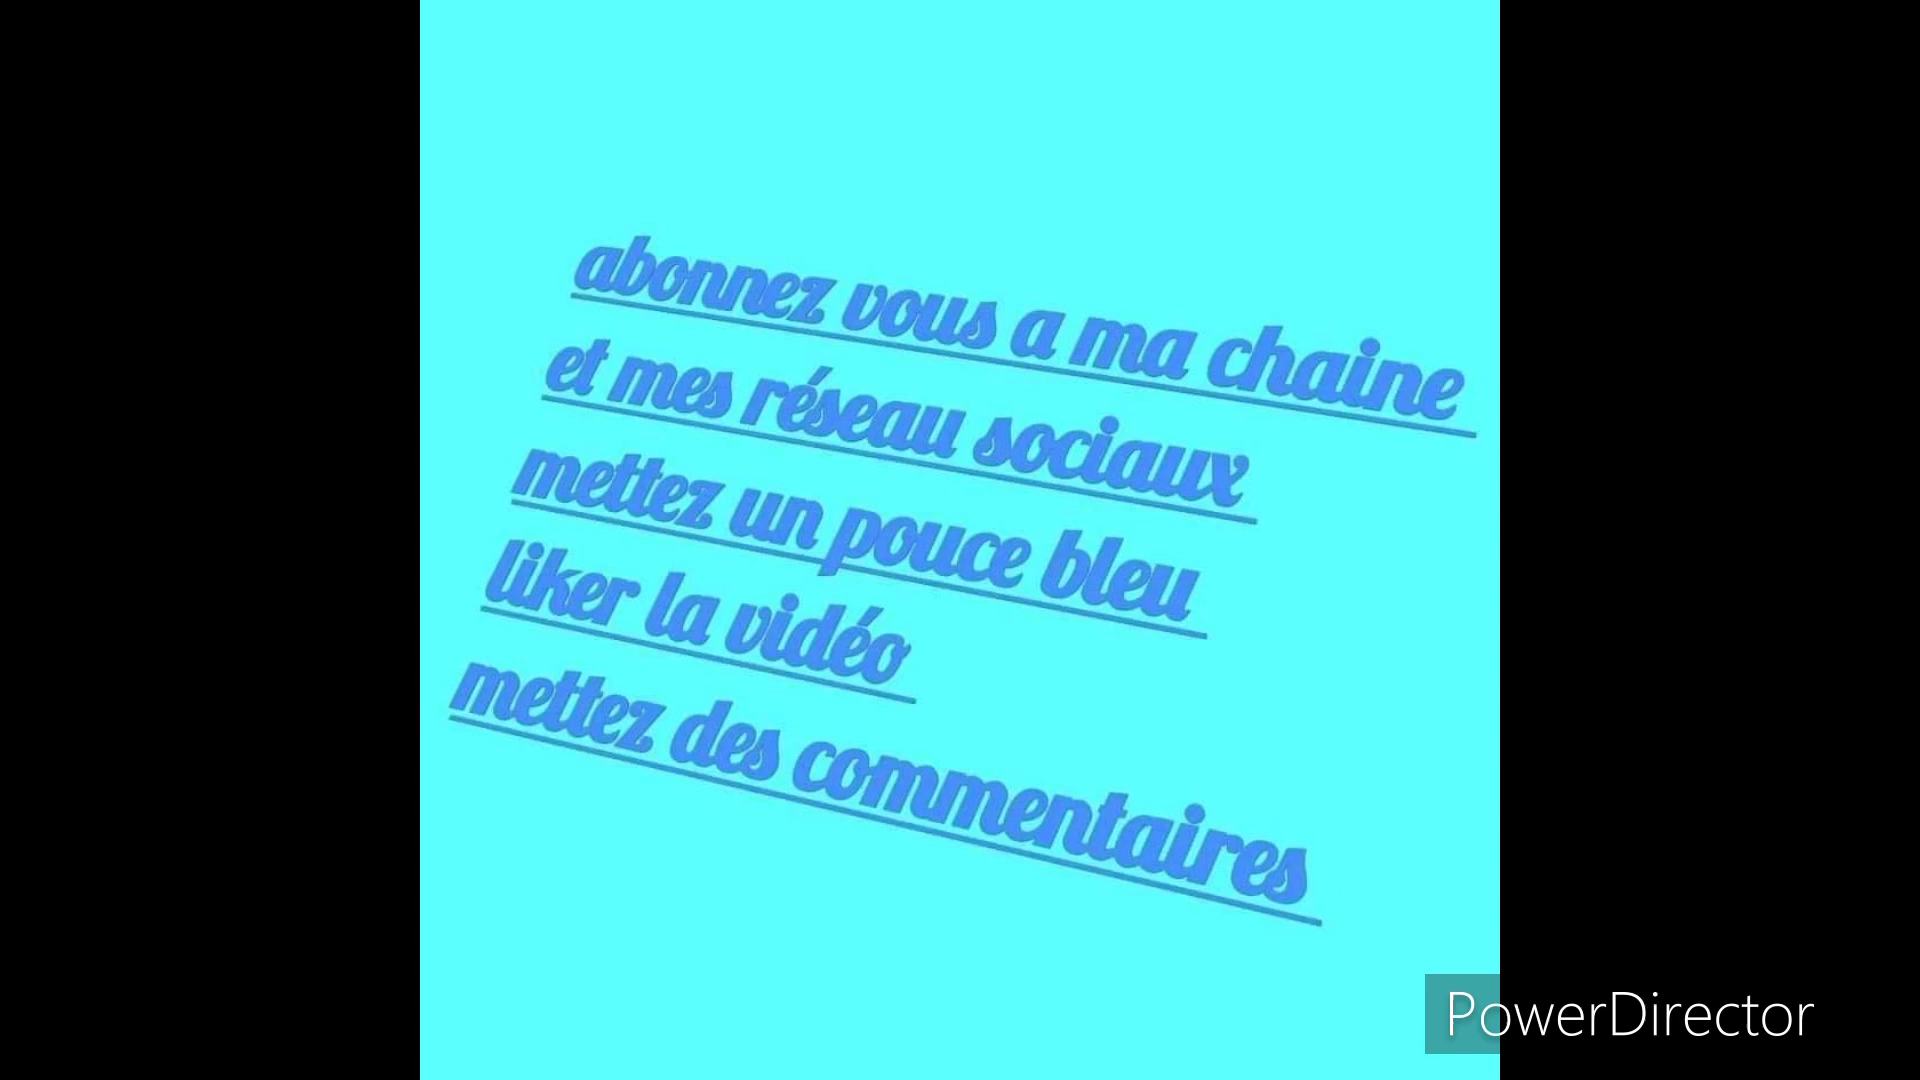 abonnez vous a ma chaine
et mes réseau sociaux
mettez un pouce bleu
liker la vidéo
mettez des commentaires
PowerDirector